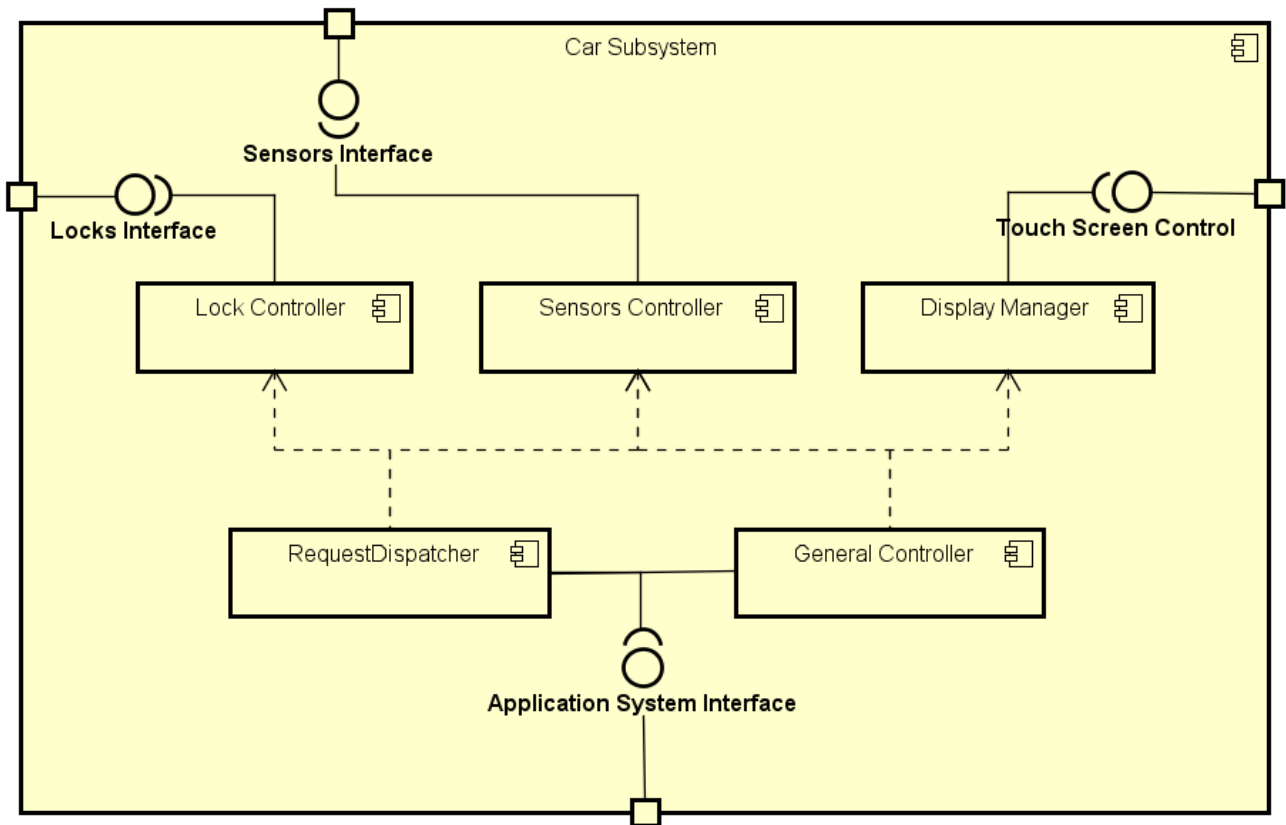 Car Subsystem
Sensors Interface
Locks Interface
Touch Screen Control
Lock Controller
Sensors Controller
Display Manager
RequestDispatcher
General Controller
Application System Interface